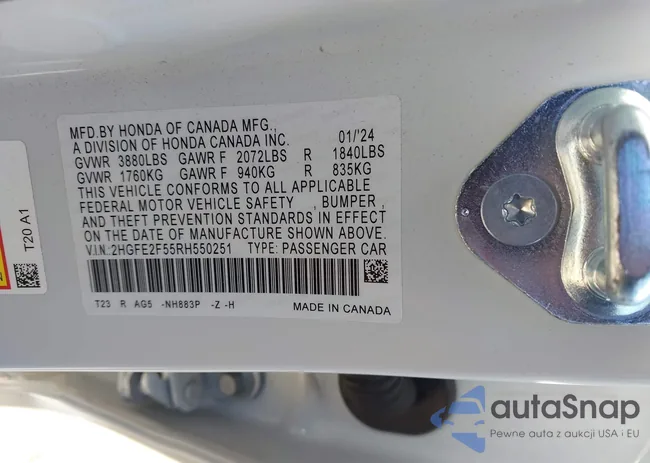 MFD.BY HONDA OF CANADA MFG.,
A DIVISION OF HONDA CANADA INC. 01/'24
GVWR 3880LBS GAWR F 2072LBS R 1840LBS
GVWR 1760KG GAWR F 940KG R 835KG
THIS VEHICLE CONFORMS TO ALL APPLICABLE
FEDERAL MOTOR VEHICLE SAFETY , BUMPER ,
AND THEFT PREVENTION STANDARDS IN EFFECT
ON THE DATE OF MANUFACTURE SHOWN ABOVE.
V.I.N:2HGFE2F55RH550251 TYPE: PASSENGER CAR
T23 R AG5 -NH883P -Z -H
MADE IN CANADA
T20 A1
autaSnap
Pewne auta z aukcji USA i EU